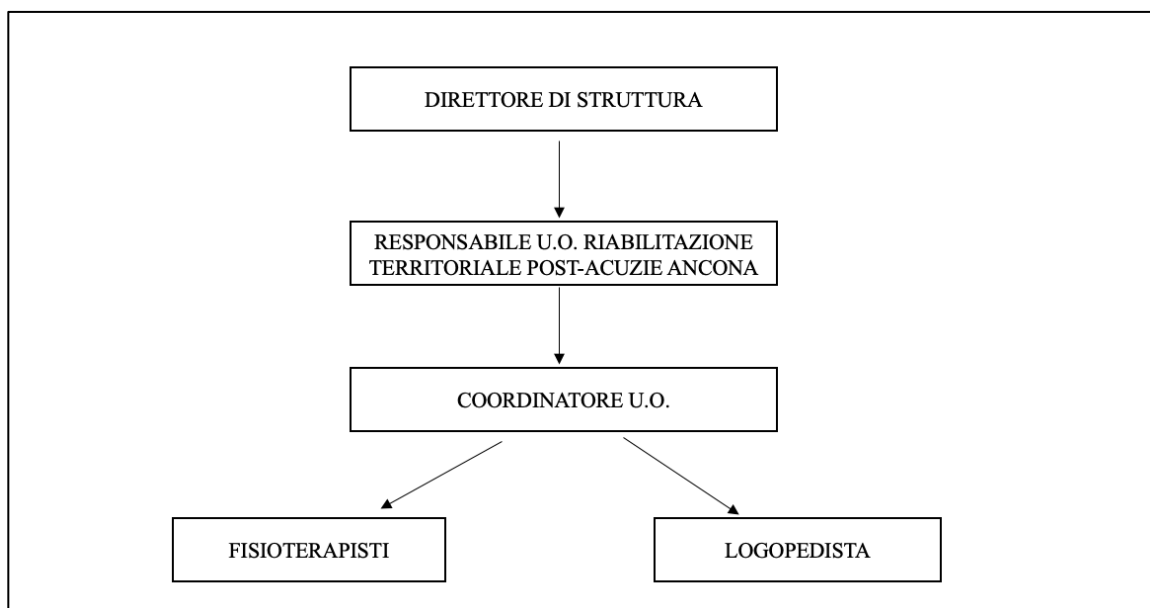 DIRETTORE DI STRUTTURA
RESPONSABILE U.O. RIABILITAZIONE
TERRITORIALE POST-ACUZIE ANCONA
COORDINATORE U.O.
FISIOTERAPISTI
LOGOPEDISTA